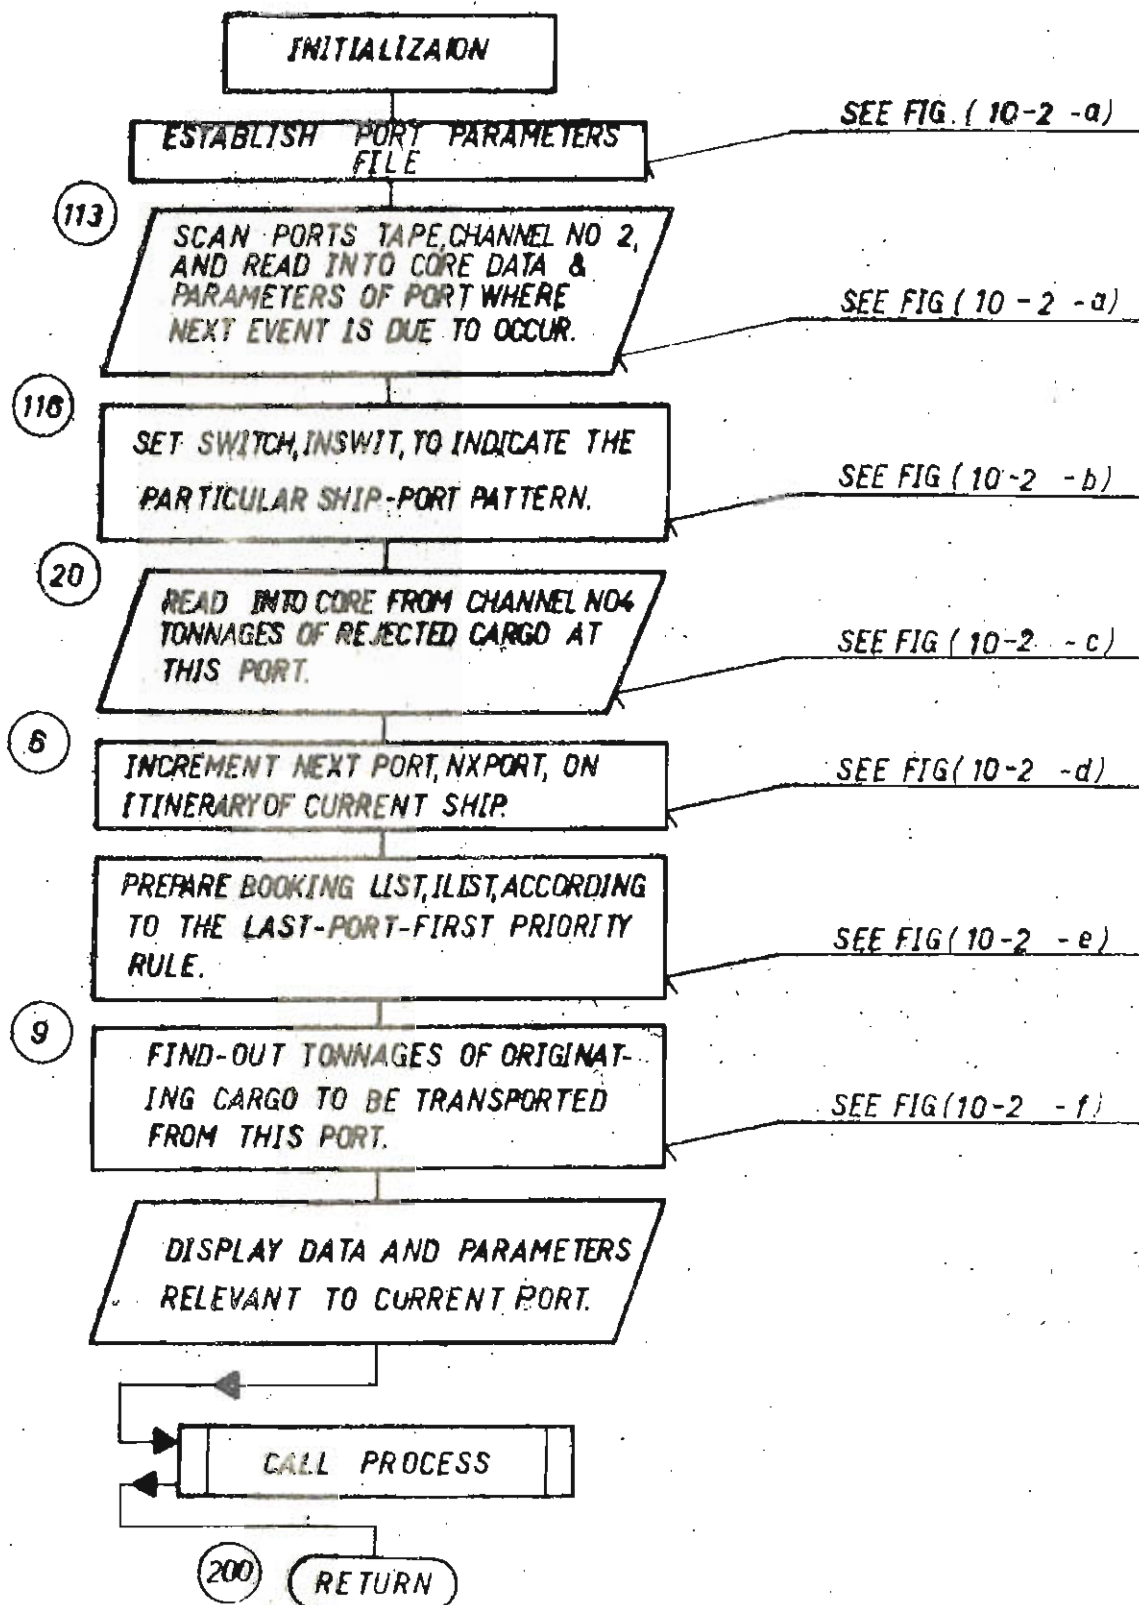 INITIALIZAION
ESTABLISH PORT PARAMETERS
FILE
SEE FIG. (10-2 -a)
113
SCAN PORTS TAPE, CHANNEL NO 2,
AND READ INTO CORE DATA &
PARAMETERS OF PORT WHERE
NEXT EVENT IS DUE TO OCCUR.
SEE FIG (10-2 -a)
116
SET SWITCH, INSWIT, TO INDICATE THE
PARTICULAR SHIP-PORT PATTERN.
SEE FIG (10-2 -b)
20
READ INTO CORE FROM CHANNEL NO4
TONNAGES OF REJECTED CARGO AT
THIS PORT.
SEE FIG (10-2 -c)
6
INCREMENT NEXT PORT, NXPORT, ON
ITINERARY OF CURRENT SHIP.
SEE FIG (10-2 -d)
PREPARE BOOKING LIST, ILIST, ACCORDING
TO THE LAST-PORT-FIRST PRIORITY
RULE.
SEE FIG (10-2 -e)
9
FIND-OUT TONNAGES OF ORIGINAT-
ING CARGO TO BE TRANSPORTED
FROM THIS PORT.
SEE FIG (10-2 -f)
DISPLAY DATA AND PARAMETERS
RELEVANT TO CURRENT PORT.
CALL PROCESS
200
RETURN